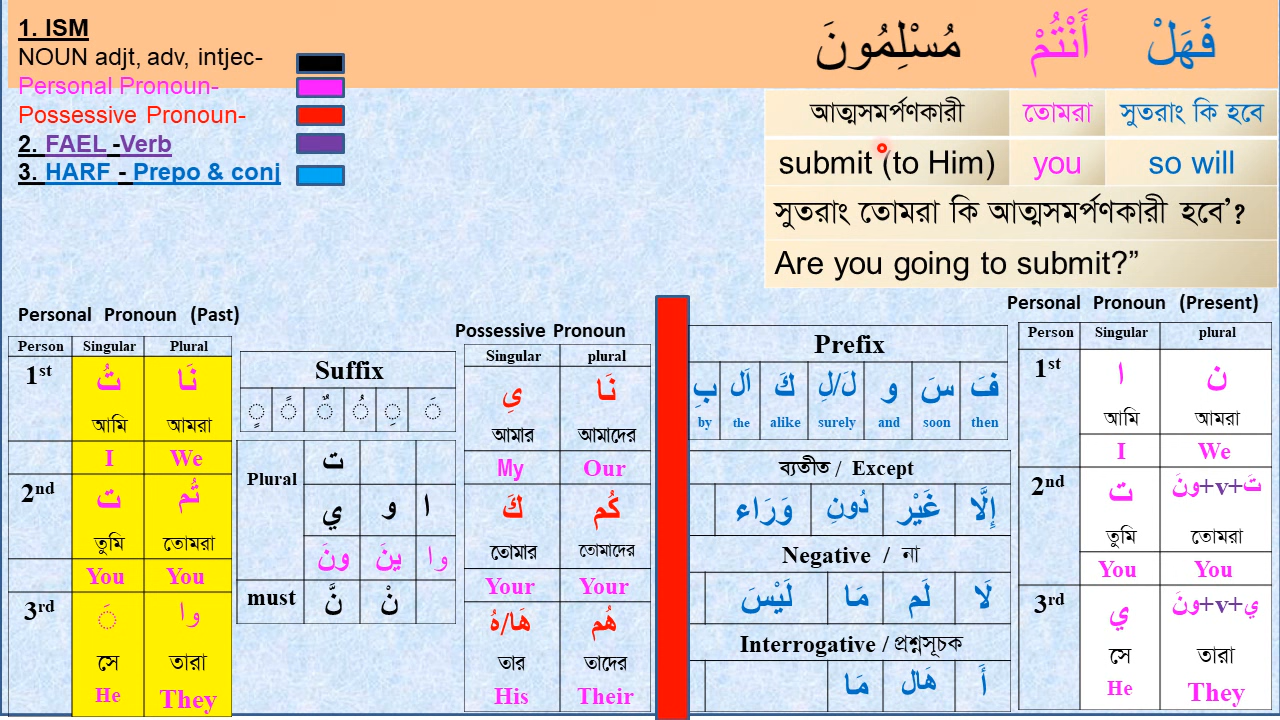 1. ISM
NOUN adjt, adv, intjec-
Personal Pronoun-
Possessive Pronoun-
2. FAEL -Verb
3. HARF - Prepo & conj
فَهَلْ أَنْتُمْ مُسْلِمُونَ
আত্মসমর্পণকারী তোমরা সুতরাং কি হবে
submit (to Him) you so will
সুতরাং তোমরা কি আত্মসমর্পণকারী হবে’?
Are you going to submit?”
Personal Pronoun (Past)
Person Singular Plural
1st تُ نَا
আমি আমরা
I We
2nd ت تُم
তুমি তোমরা
You You
3rd َ وا
সে তারা
He They
Suffix
ٍ ً ٌ ُ ِ َ
Plural ت
ي و ا
ونَ ينَ وا
must نَّ نْ
Possessive Pronoun
Singular plural
يِ نَا
আমার আমাদের
My Our
كَ كُم
তোমার তোমাদের
Your Your
هَا/هُ هُم
তার তাদের
His Their
Prefix
بِ اَل كَ لَ/لِ و سَ فَ
by the alike surely and soon then
ব্যতীত / Except
وَرَاء دُونِ غَيْر إِلَّا
Negative / না
لَيْسَ مَا لَم لَا
Interrogative / প্রশ্নসূচক
مَا هَال أَ
Personal Pronoun (Present)
Person Singular plural
1st ا ن
আমি আমরা
I We
2nd ت تَ+v+ونَ
তুমি তোমরা
You You
3rd ي ي+v+ونَ
সে তারা
He They